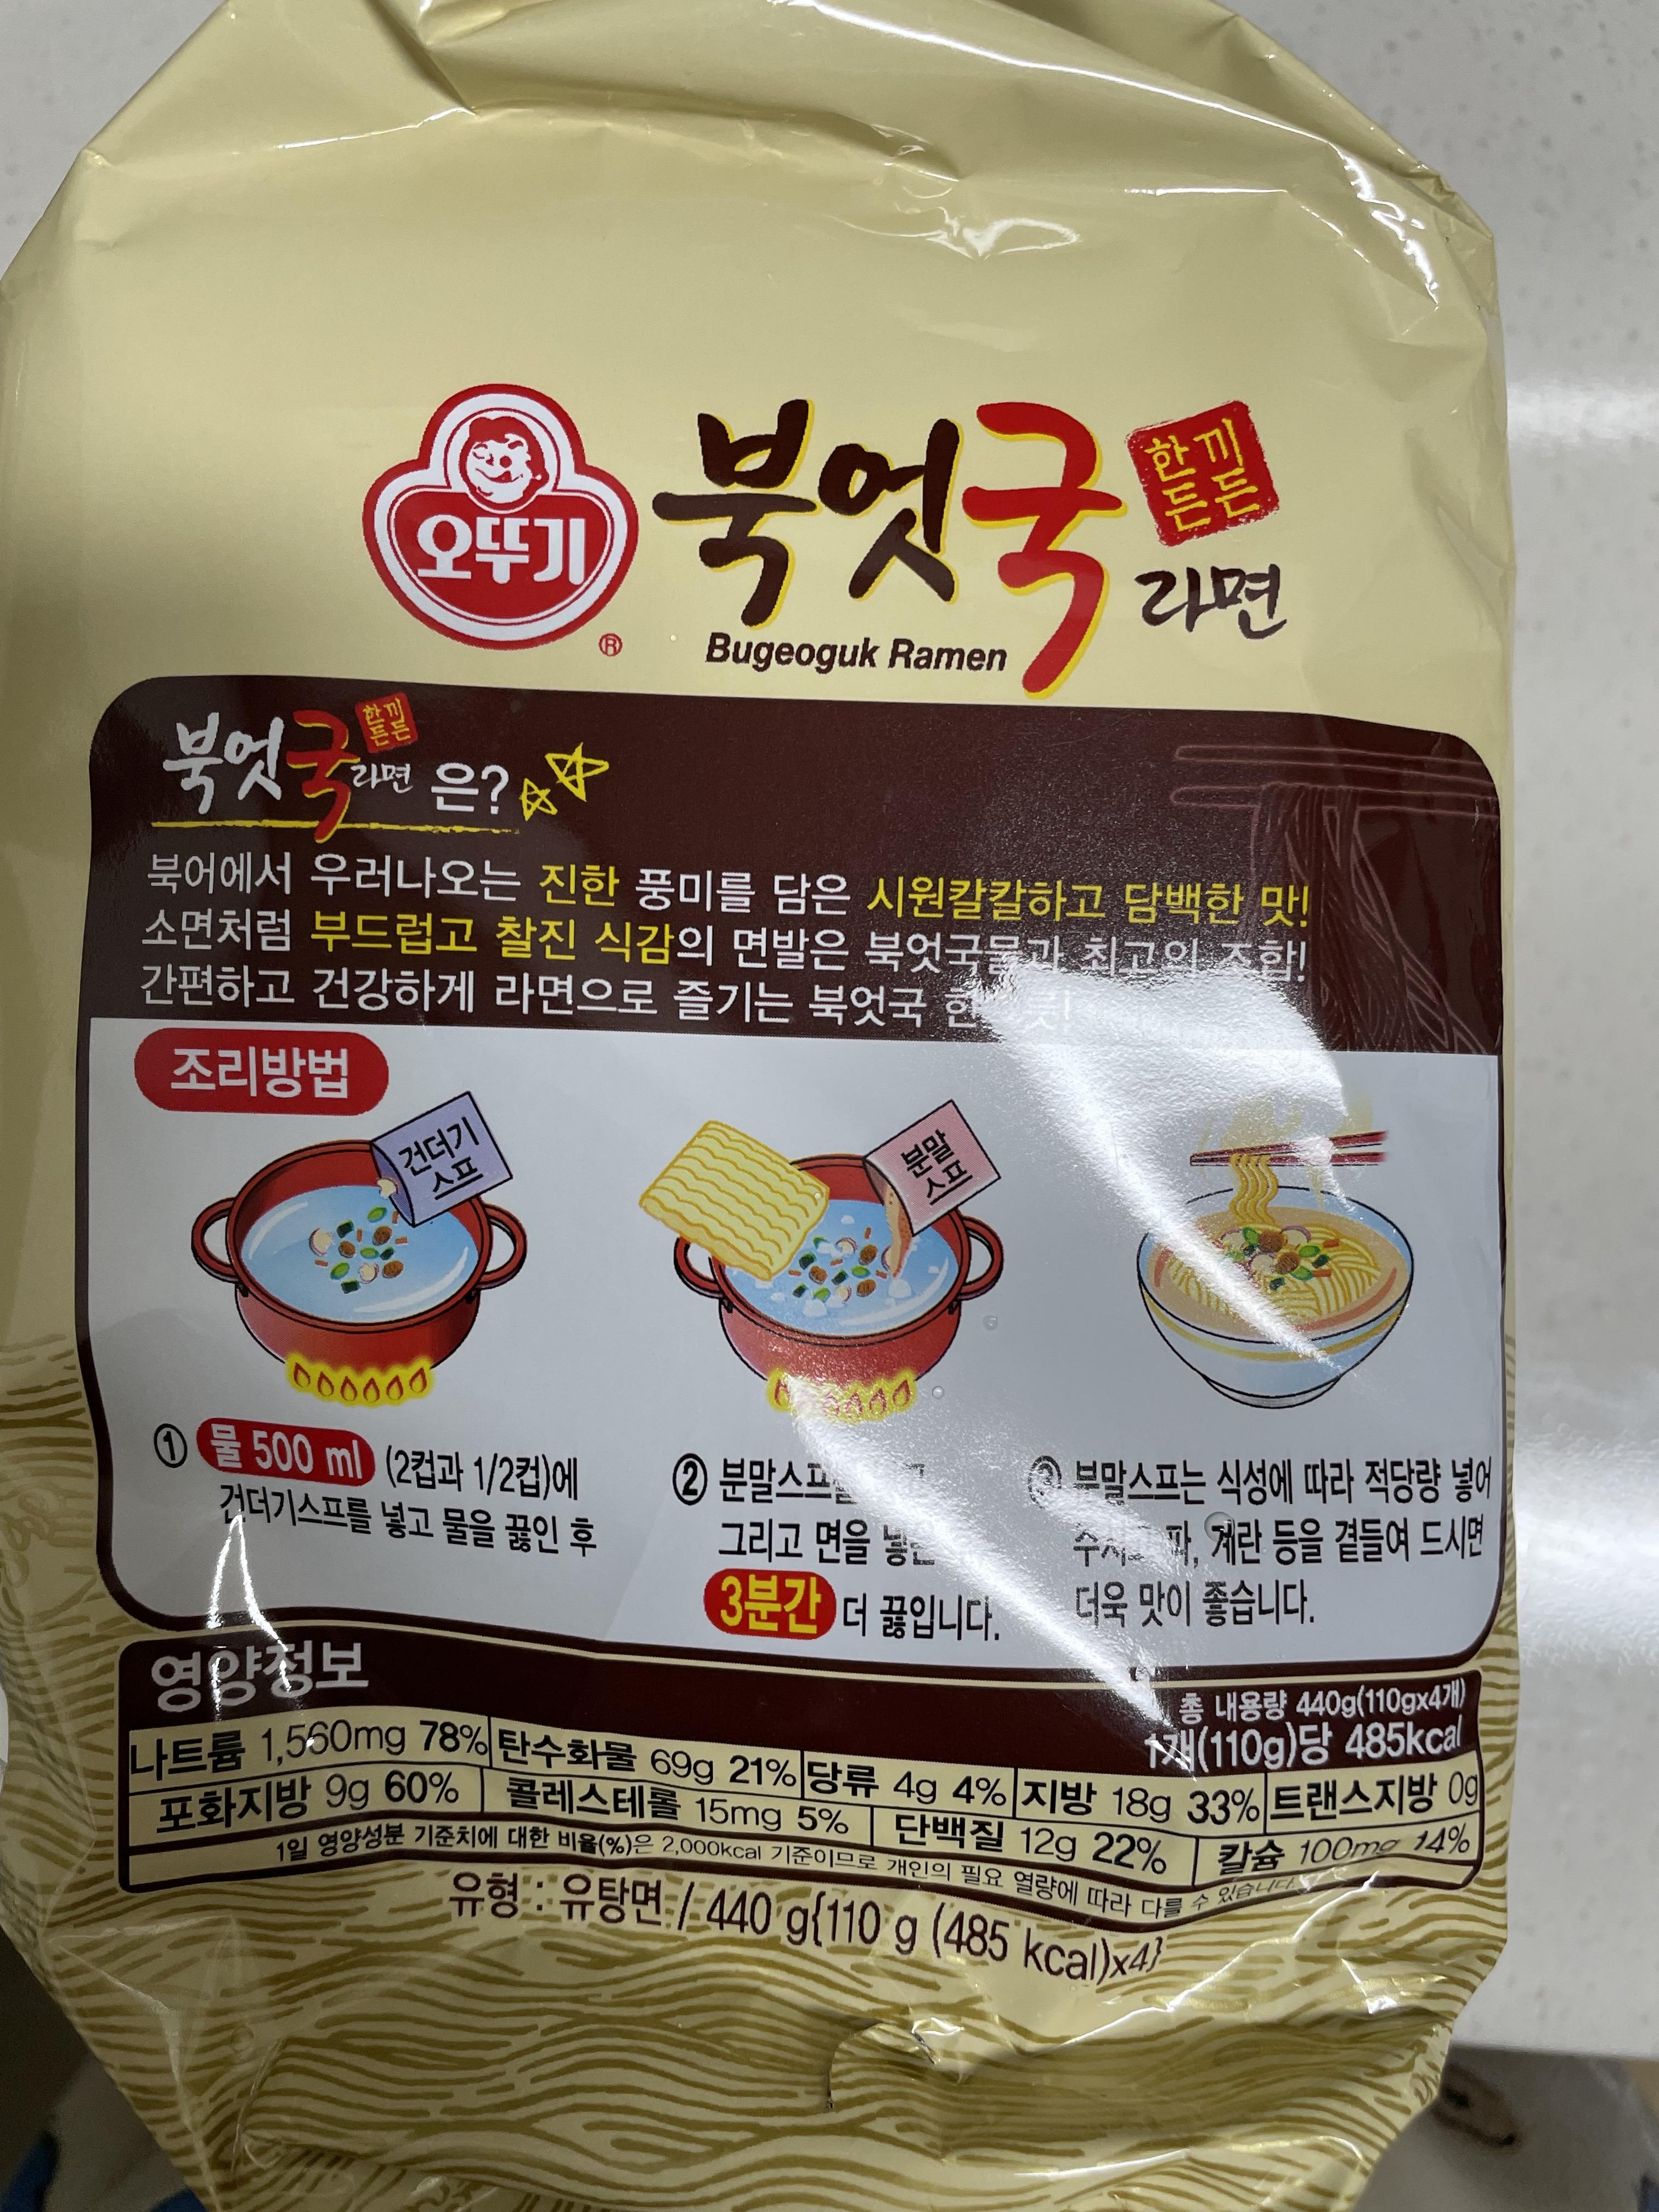 오뚜기
®
북엇국
한끼
든든
라면
Bugeoguk Ramen
북엇국
한끼
든든
라면 은?
북어에서 우러나오는 진한 풍미를 담은 시원칼칼하고 담백한 맛!
소면처럼 부드럽고 찰진 식감의 면발은 북엇국물과 최고의 조합!
간편하고 건강하게 라면으로 즐기는 북엇국
조리방법
건더기
스프
분말
스프
① 물 500 ml (2컵과 1/2컵)에
건더기스프를 넣고 물을 끓인 후
② 분말스프를
그리고 면을 넣은
3분간 더 끓입니다.
③ 분말스프는 식성에 따라 적당량 넣어
파, 계란 등을 곁들여 드시면
더욱 맛이 좋습니다.
영양정보
총 내용량 440g(110gx4개)
1개(110g)당 485kcal
나트륨 1,560mg 78% 탄수화물 69g 21% 당류 4g 4% 지방 18g 33% 트랜스지방 0g
포화지방 9g 60% 콜레스테롤 15mg 5% 단백질 12g 22% 칼슘 100mg 14%
1일 영양성분 기준치에 대한 비율(%)은 2,000kcal 기준이므로 개인의 필요 열량에 따라 다를 수 있습니다.
유형 : 유탕면 / 440 g{110 g (485 kcal)x4}